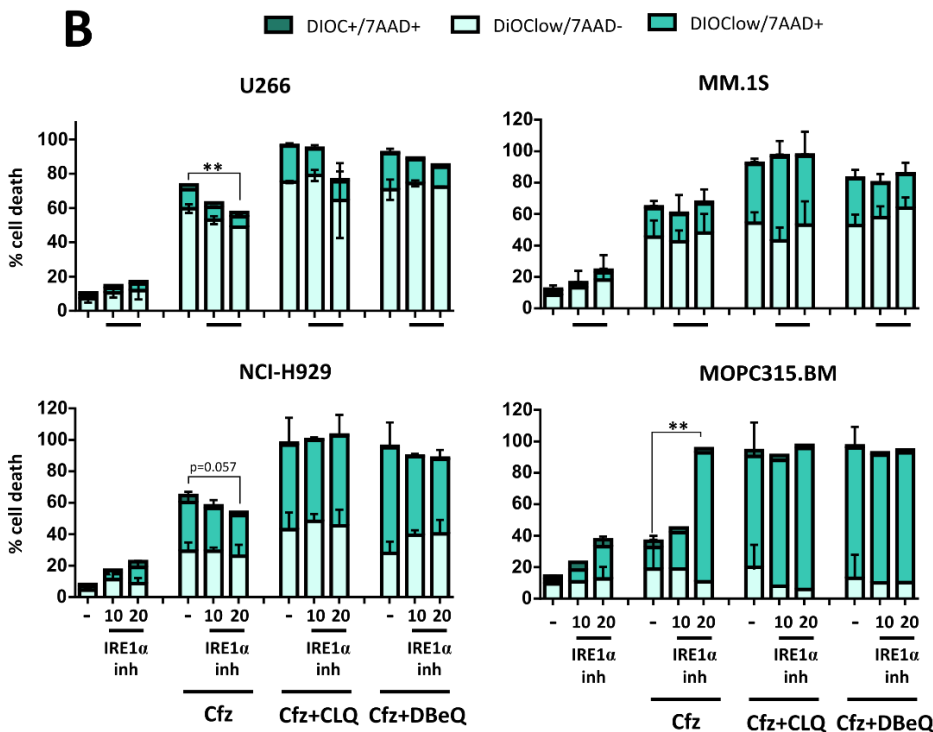 B
DIOC+/7AAD+ DiOClow/7AAD- DIOClow/7AAD+
U266
% cell death
100
80
60
40
20
0
**
MM.1S
% cell death
120
100
80
60
40
20
0
NCI-H929
% cell death
120
100
80
60
40
20
0
p=0.057
- 10 20 - 10 20 - 10 20 - 10 20
IRE1α IRE1α IRE1α IRE1α
inh inh inh inh
Cfz Cfz+CLQ Cfz+DBeQ
MOPC315.BM
120
100
80
60
40
20
0
**
- 10 20 - 10 20 - 10 20 - 10 20
IRE1α IRE1α IRE1α IRE1α
inh inh inh inh
Cfz Cfz+CLQ Cfz+DBeQ